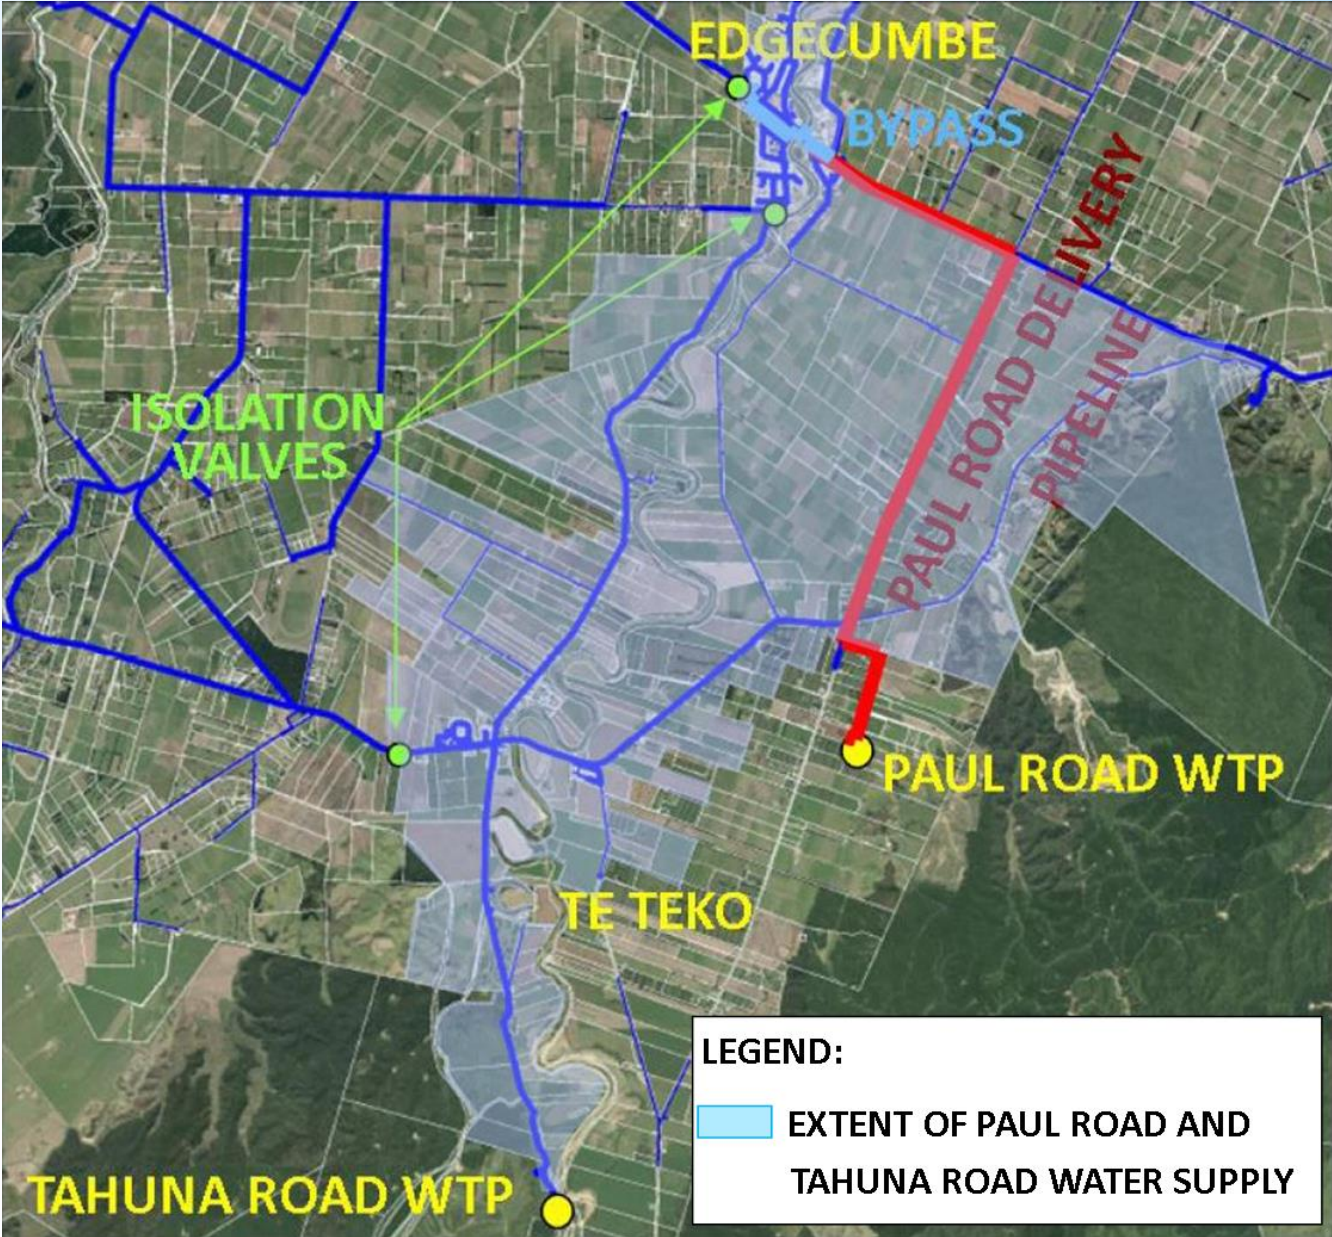 EDGECUMBE
BYPASS
PAUL ROAD DELIVERY
PIPELINE
ISOLATION
VALVES
PAUL ROAD WTP
TE TEKO
TAHUNA ROAD WTP
LEGEND:
EXTENT OF PAUL ROAD AND
TAHUNA ROAD WATER SUPPLY